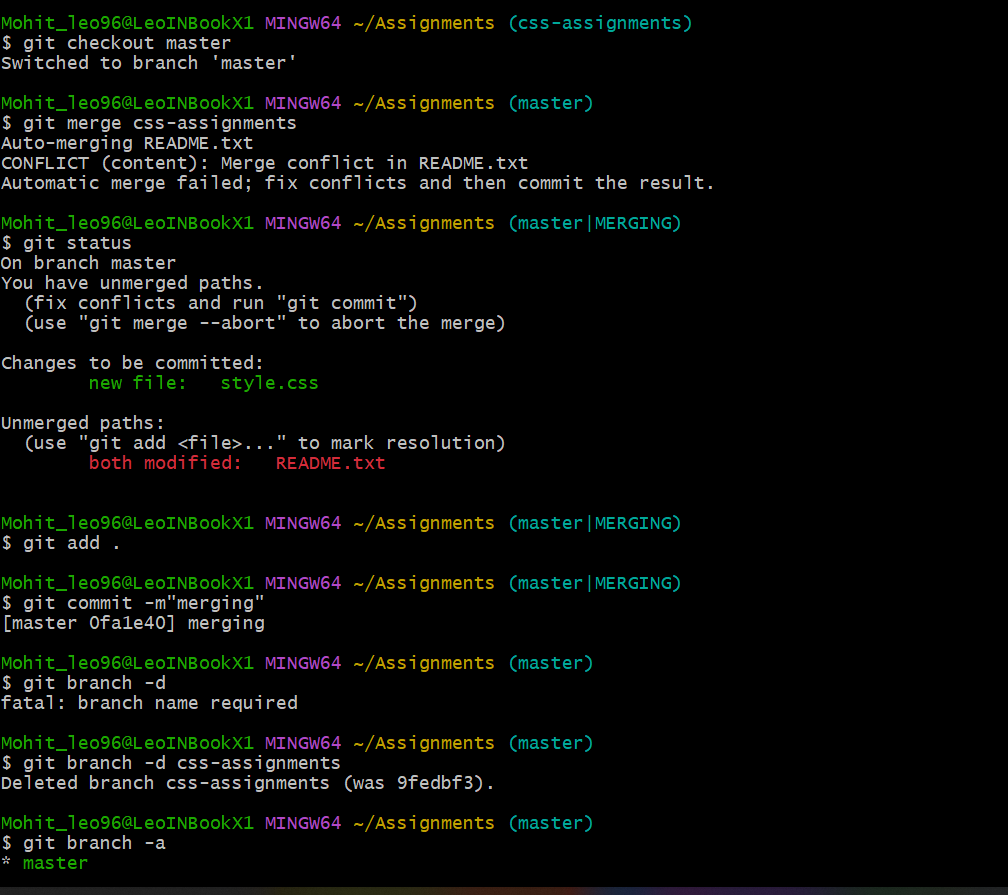 Mohit_leo96@LeoINBookX1 MINGW64 ~/Assignments (css-assignments)
$ git checkout master
Switched to branch 'master'

Mohit_leo96@LeoINBookX1 MINGW64 ~/Assignments (master)
$ git merge css-assignments
Auto-merging README.txt
CONFLICT (content): Merge conflict in README.txt
Automatic merge failed; fix conflicts and then commit the result.

Mohit_leo96@LeoINBookX1 MINGW64 ~/Assignments (master|MERGING)
$ git status
On branch master
You have unmerged paths.
  (fix conflicts and run "git commit")
  (use "git merge --abort" to abort the merge)

Changes to be committed:
        new file:   style.css

Unmerged paths:
  (use "git add <file>..." to mark resolution)
        both modified:   README.txt


Mohit_leo96@LeoINBookX1 MINGW64 ~/Assignments (master|MERGING)
$ git add .

Mohit_leo96@LeoINBookX1 MINGW64 ~/Assignments (master|MERGING)
$ git commit -m"merging"
[master 0fa1e40] merging

Mohit_leo96@LeoINBookX1 MINGW64 ~/Assignments (master)
$ git branch -d
fatal: branch name required

Mohit_leo96@LeoINBookX1 MINGW64 ~/Assignments (master)
$ git branch -d css-assignments
Deleted branch css-assignments (was 9fedbf3).

Mohit_leo96@LeoINBookX1 MINGW64 ~/Assignments (master)
$ git branch -a
* master